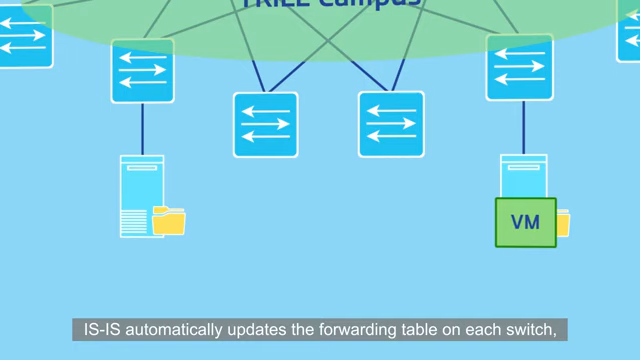 TRILL Campus
VM
IS-IS automatically updates the forwarding table on each switch,